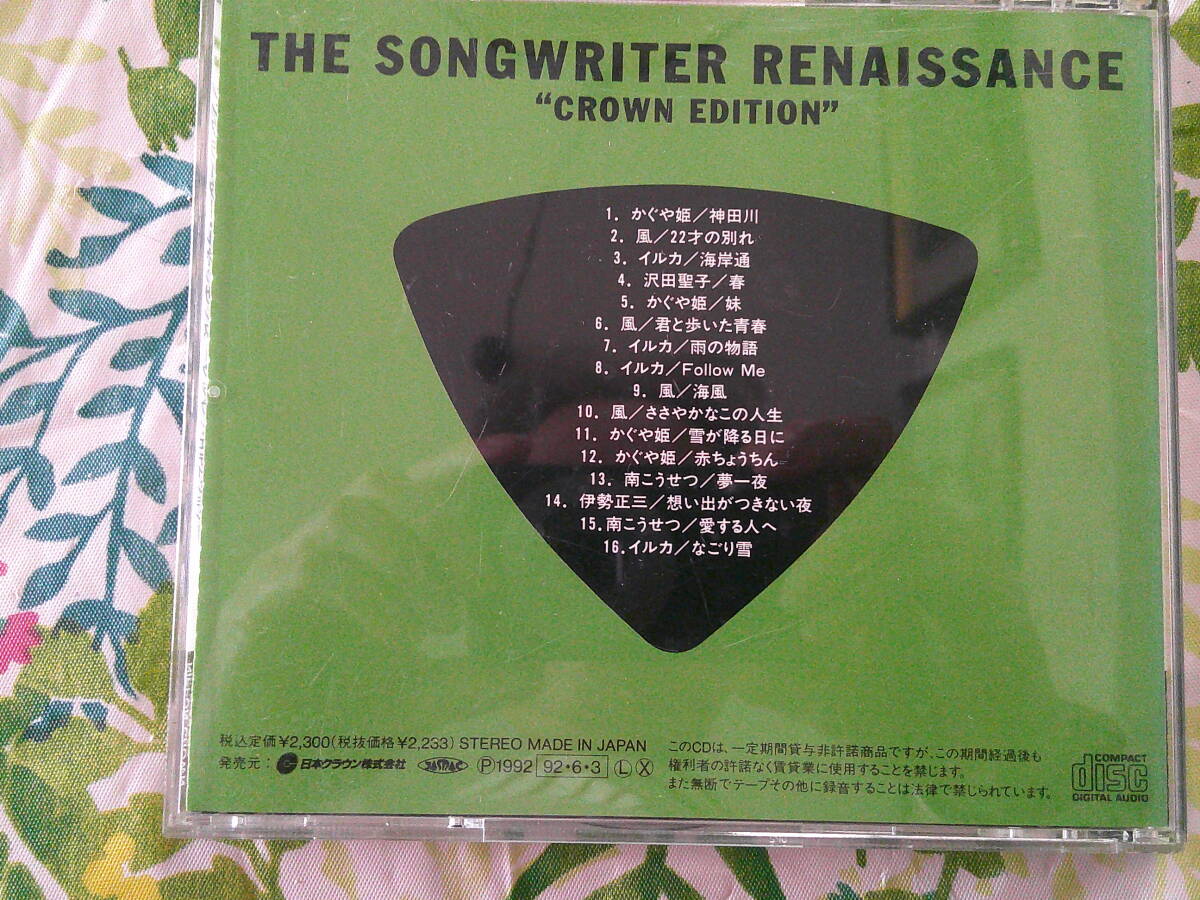 THE SONGWRITER RENAISSANCE
“CROWN EDITION”
1. かぐや姫／神田川
2. 風／22才の別れ
3. イルカ／海岸通
4. 沢田聖子／春
5. かぐや姫／妹
6. 風／君と歩いた青春
7. イルカ／雨の物語
8. イルカ／Follow Me
9. 風／海風
10. 風／ささやかなこの人生
11. かぐや姫／雪が降る日に
12. かぐや姫／赤ちょうちん
13. 南こうせつ／夢一夜
14. 伊勢正三／想い出がつきない夜
15. 南こうせつ／愛する人へ
16. イルカ／なごり雪
税込定価¥2,300(税抜価格¥2,233) STEREO MADE IN JAPAN
発売元：日本クラウン株式会社 JASRAC Ⓟ1992 92・6・3 Ⓛ Ⓧ
このCDは、一定期間貸与非許諾商品ですが、この期間経過後も
権利者の許諾なく賃貸業に使用することを禁じます。
また無断でテープその他に録音することは法律で禁じられています。
COMPACT
disc
DIGITAL AUDIO